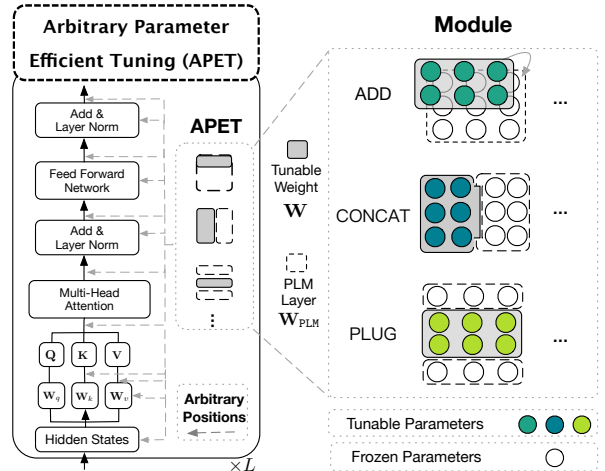 Arbitrary Parameter
Efficient Tuning (APET)
Add &
Layer Norm
Feed Forward
Network
Add &
Layer Norm
Multi-Head
Attention
Q
K
V
W_q
W_k
W_v
Hidden States
×L
APET
⋮
Arbitrary
Positions
Tunable
Weight
W
PLM
Layer
W_PLM
Module
ADD
...
CONCAT
...
PLUG
...
Tunable Parameters
Frozen Parameters